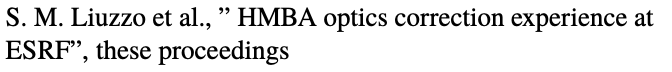 S. M. Liuzzo et al., ” HMBA optics correction experience at
ESRF”, these proceedings